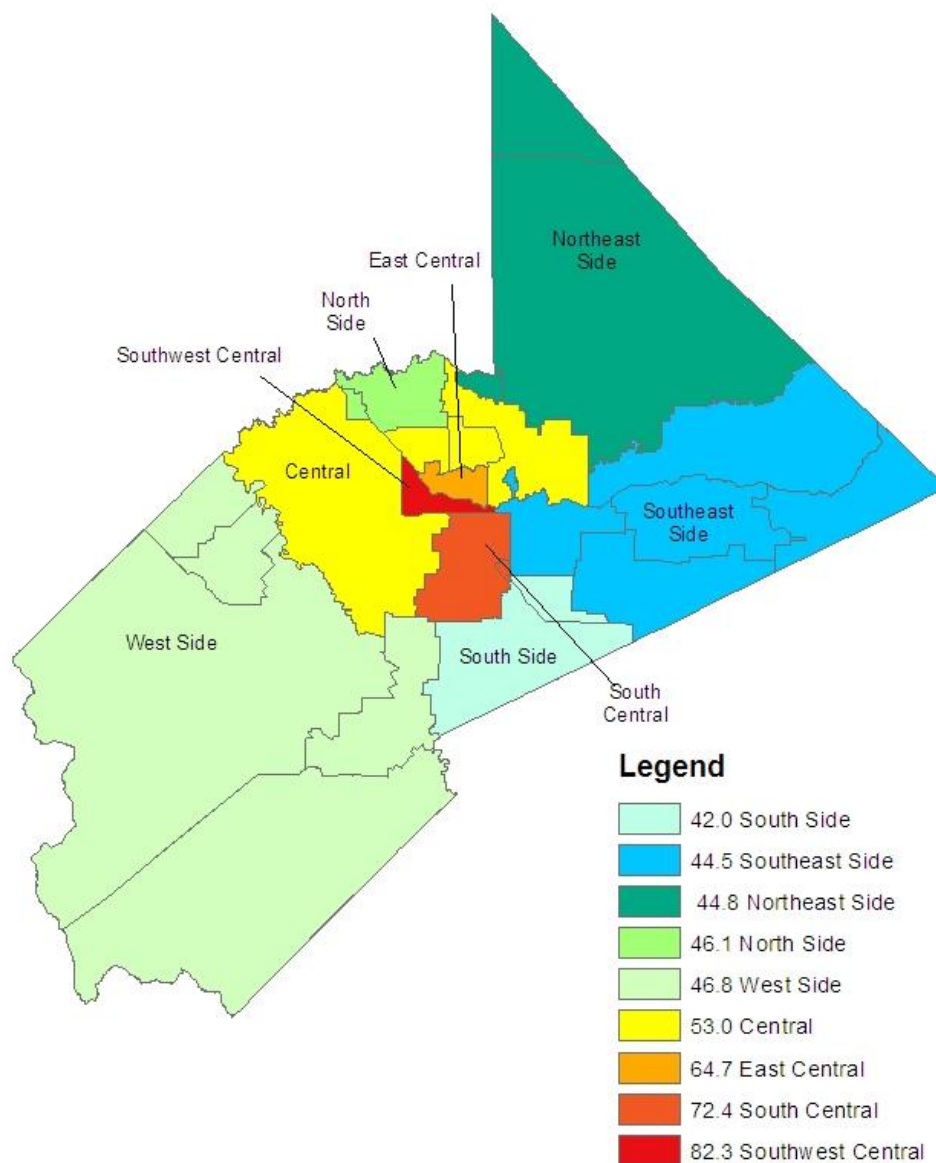 Northeast
Side
East Central
North
Side
Southwest Central
Central
Southeast
Side
West Side
South Side
South
Central
Legend
42.0 South Side
44.5 Southeast Side
44.8 Northeast Side
46.1 North Side
46.8 West Side
53.0 Central
64.7 East Central
72.4 South Central
82.3 Southwest Central